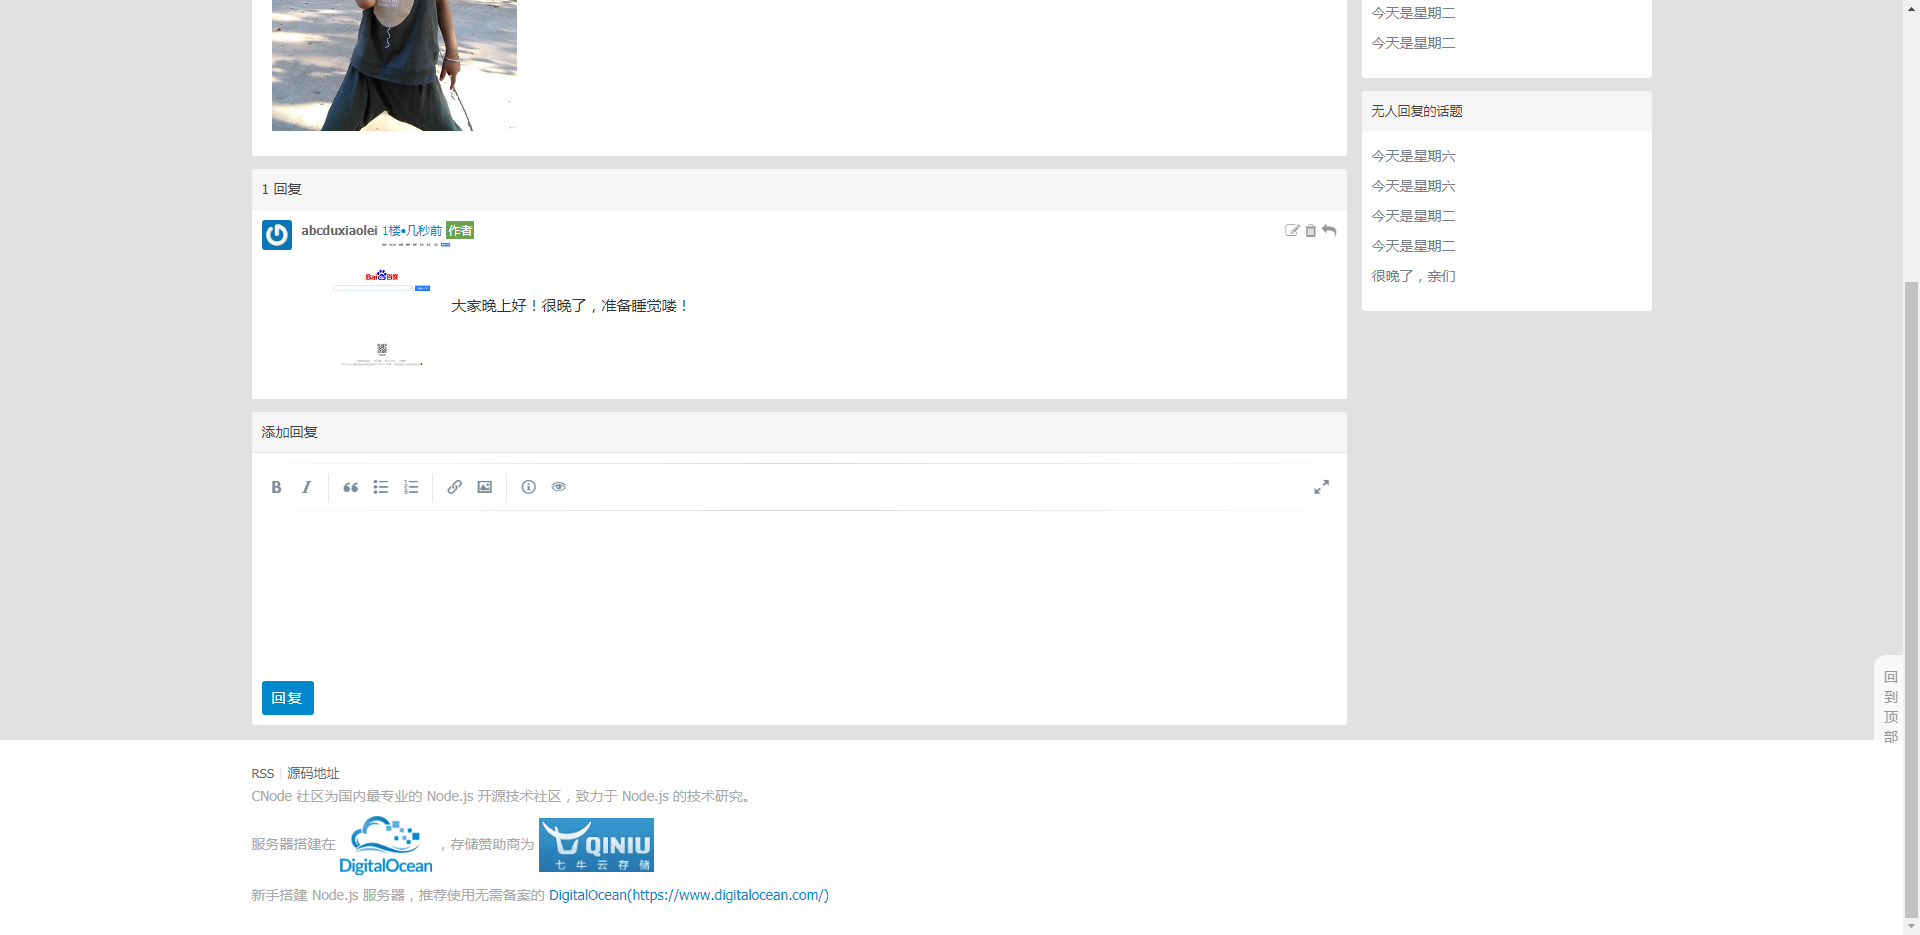 今天是星期二
今天是星期二
无人回复的话题
今天是星期六
今天是星期六
今天是星期二
今天是星期二
很晚了，亲们
1 回复
abcduxiaolei 1楼•几秒前 作者
Bai 百度
大家晚上好！很晚了，准备睡觉喽！
添加回复
回复
回到顶部
RSS | 源码地址
CNode 社区为国内最专业的 Node.js 开源技术社区，致力于 Node.js 的技术研究。
服务器搭建在 DigitalOcean ，存储赞助商为 QINIU 七牛云存储
新手搭建 Node.js 服务器，推荐使用无需备案的 DigitalOcean(https://www.digitalocean.com/)